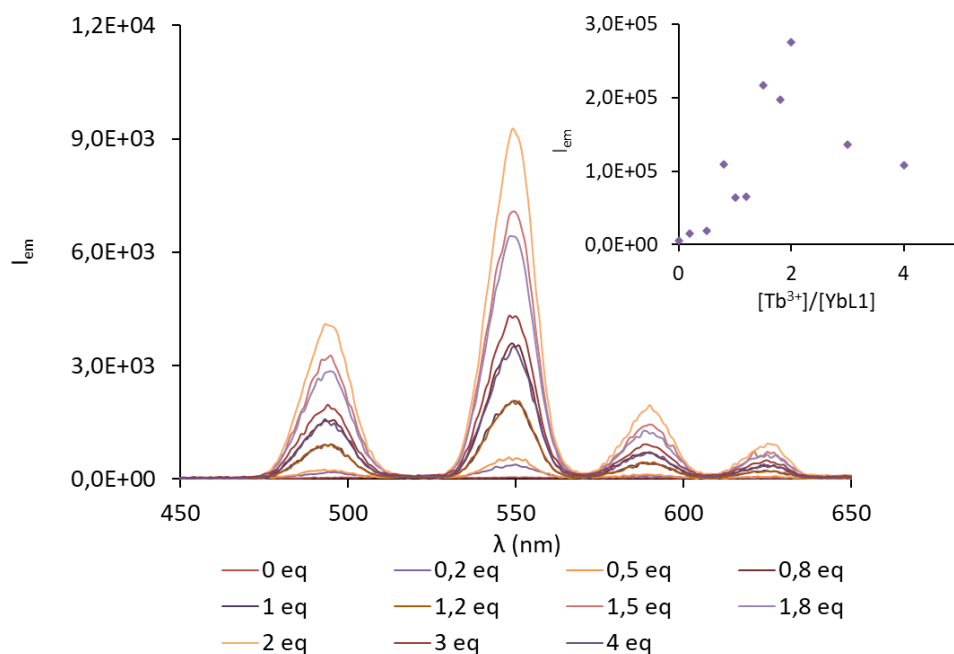 1,2E+04
9,0E+03
6,0E+03
3,0E+03
0,0E+00
I_em
450 500 550 600 650
λ (nm)
3,0E+05
2,0E+05
1,0E+05
0,0E+00
I_em
0 2 4
[Tb³⁺]/[YbL1]
0 eq 0,2 eq 0,5 eq 0,8 eq
1 eq 1,2 eq 1,5 eq 1,8 eq
2 eq 3 eq 4 eq